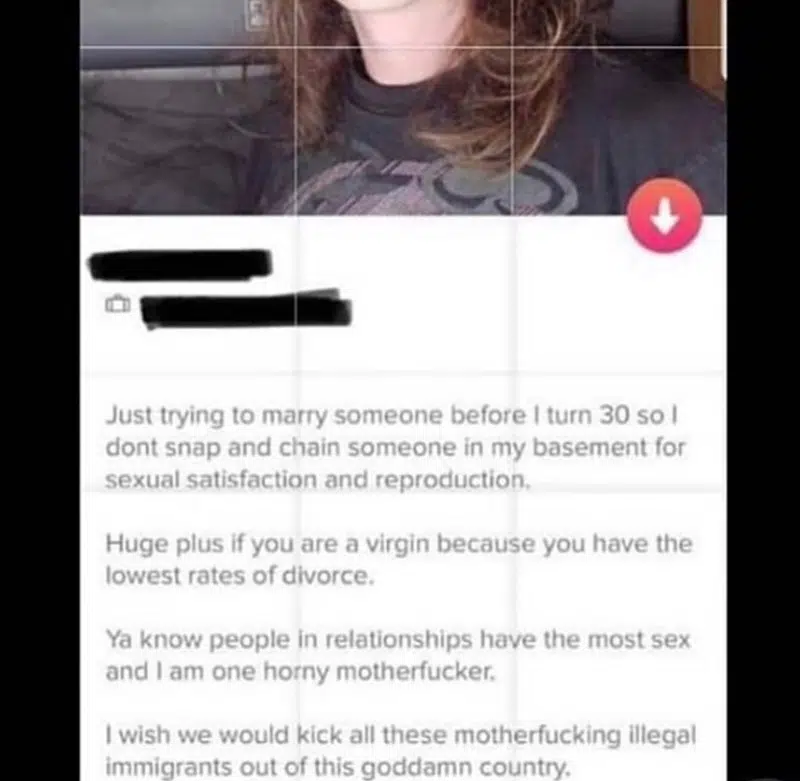 Just trying to marry someone before I turn 30 so I
dont snap and chain someone in my basement for
sexual satisfaction and reproduction.
Huge plus if you are a virgin because you have the
lowest rates of divorce.
Ya know people in relationships have the most sex
and I am one horny motherfucker.
I wish we would kick all these motherfucking illegal
immigrants out of this goddamn country.